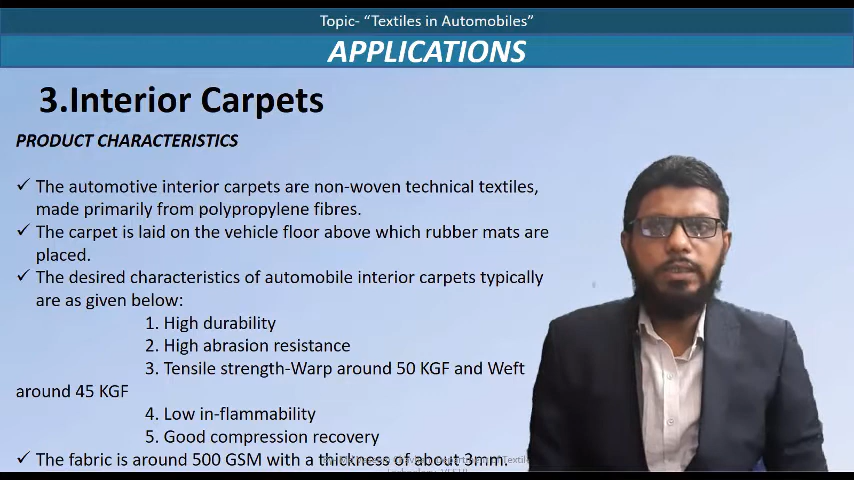 Topic- “Textiles in Automobiles”
APPLICATIONS
3.Interior Carpets
PRODUCT CHARACTERISTICS
✓ The automotive interior carpets are non-woven technical textiles,
made primarily from polypropylene fibres.
✓ The carpet is laid on the vehicle floor above which rubber mats are
placed.
✓ The desired characteristics of automobile interior carpets typically
are as given below:
1. High durability
2. High abrasion resistance
3. Tensile strength-Warp around 50 KGF and Weft
around 45 KGF
4. Low in-flammability
5. Good compression recovery
✓ The fabric is around 500 GSM with a thickness of about 3mm.